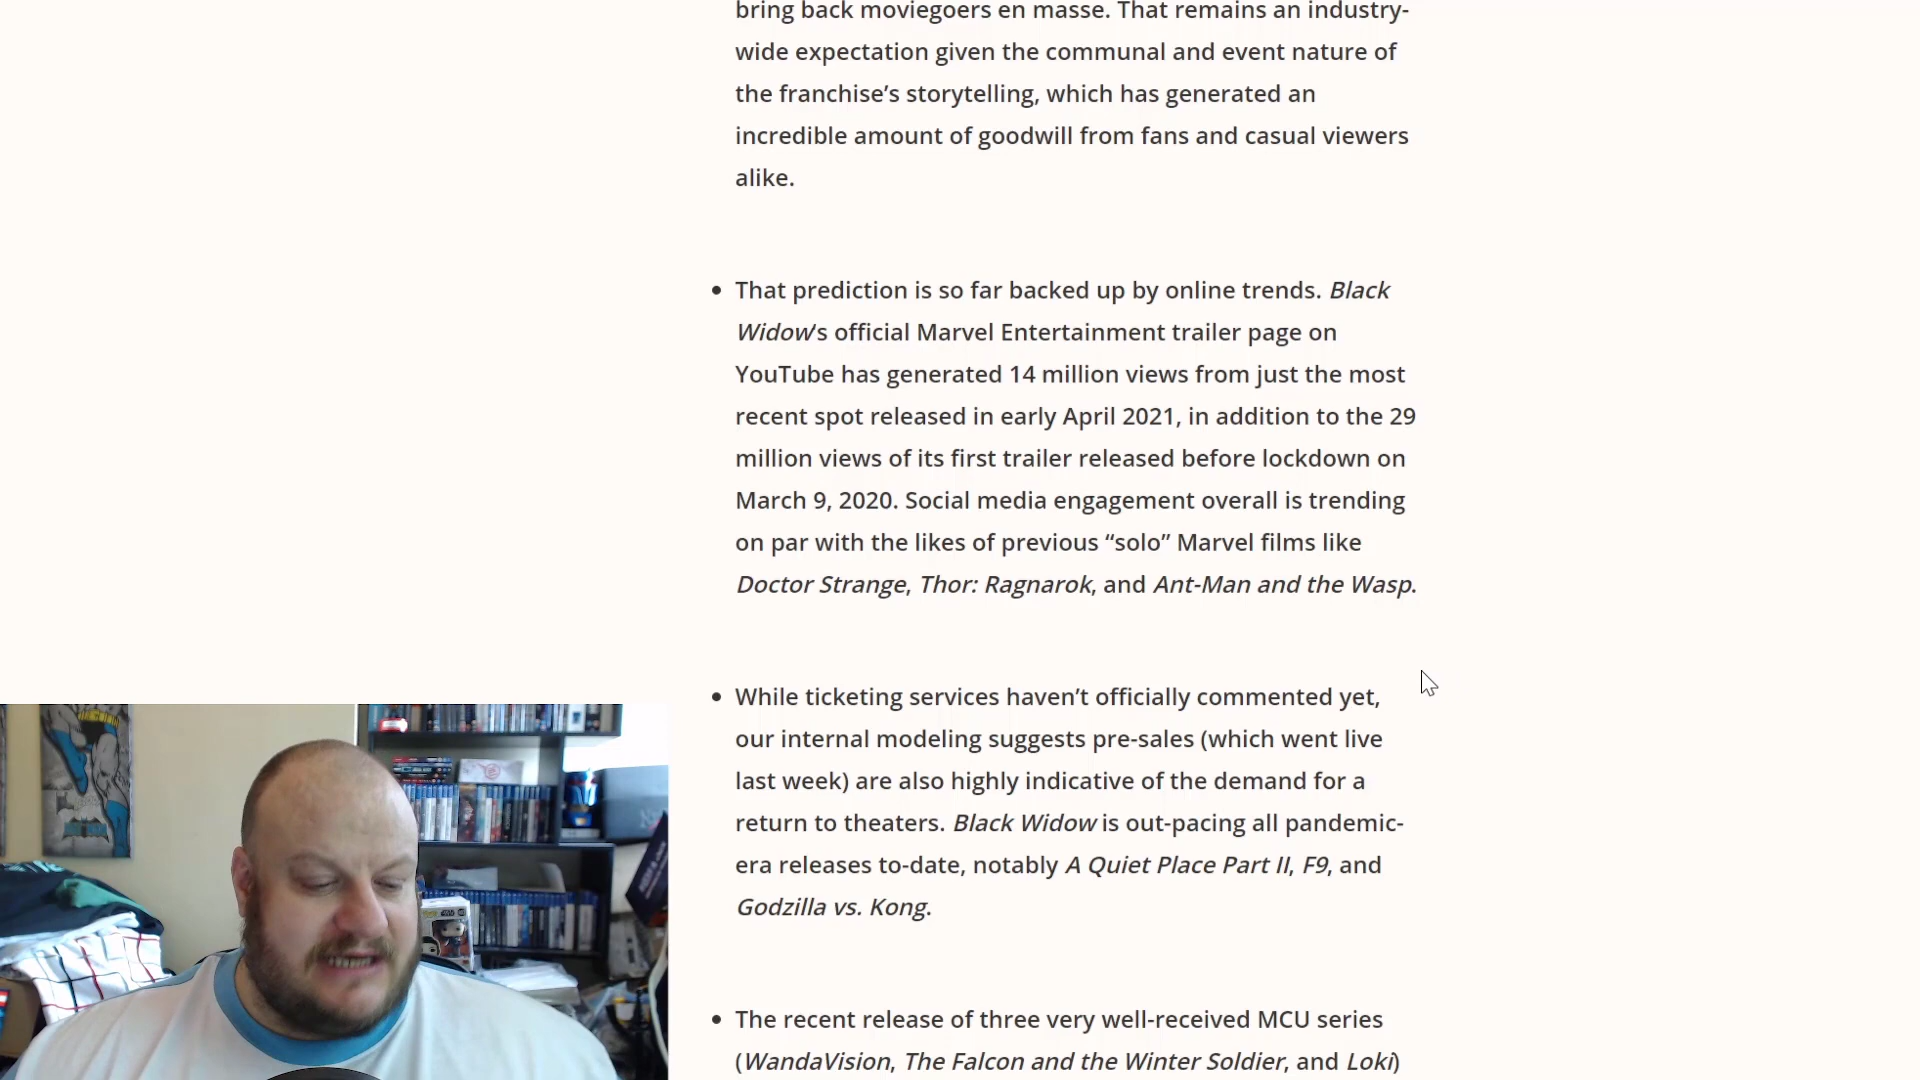 bring back moviegoers en masse. That remains an industry-
wide expectation given the communal and event nature of
the franchise’s storytelling, which has generated an
incredible amount of goodwill from fans and casual viewers
alike.
• That prediction is so far backed up by online trends. Black
Widow’s official Marvel Entertainment trailer page on
YouTube has generated 14 million views from just the most
recent spot released in early April 2021, in addition to the 29
million views of its first trailer released before lockdown on
March 9, 2020. Social media engagement overall is trending
on par with the likes of previous “solo” Marvel films like
Doctor Strange, Thor: Ragnarok, and Ant-Man and the Wasp.
• While ticketing services haven’t officially commented yet,
our internal modeling suggests pre-sales (which went live
last week) are also highly indicative of the demand for a
return to theaters. Black Widow is out-pacing all pandemic-
era releases to-date, notably A Quiet Place Part II, F9, and
Godzilla vs. Kong.
• The recent release of three very well-received MCU series
(WandaVision, The Falcon and the Winter Soldier, and Loki)